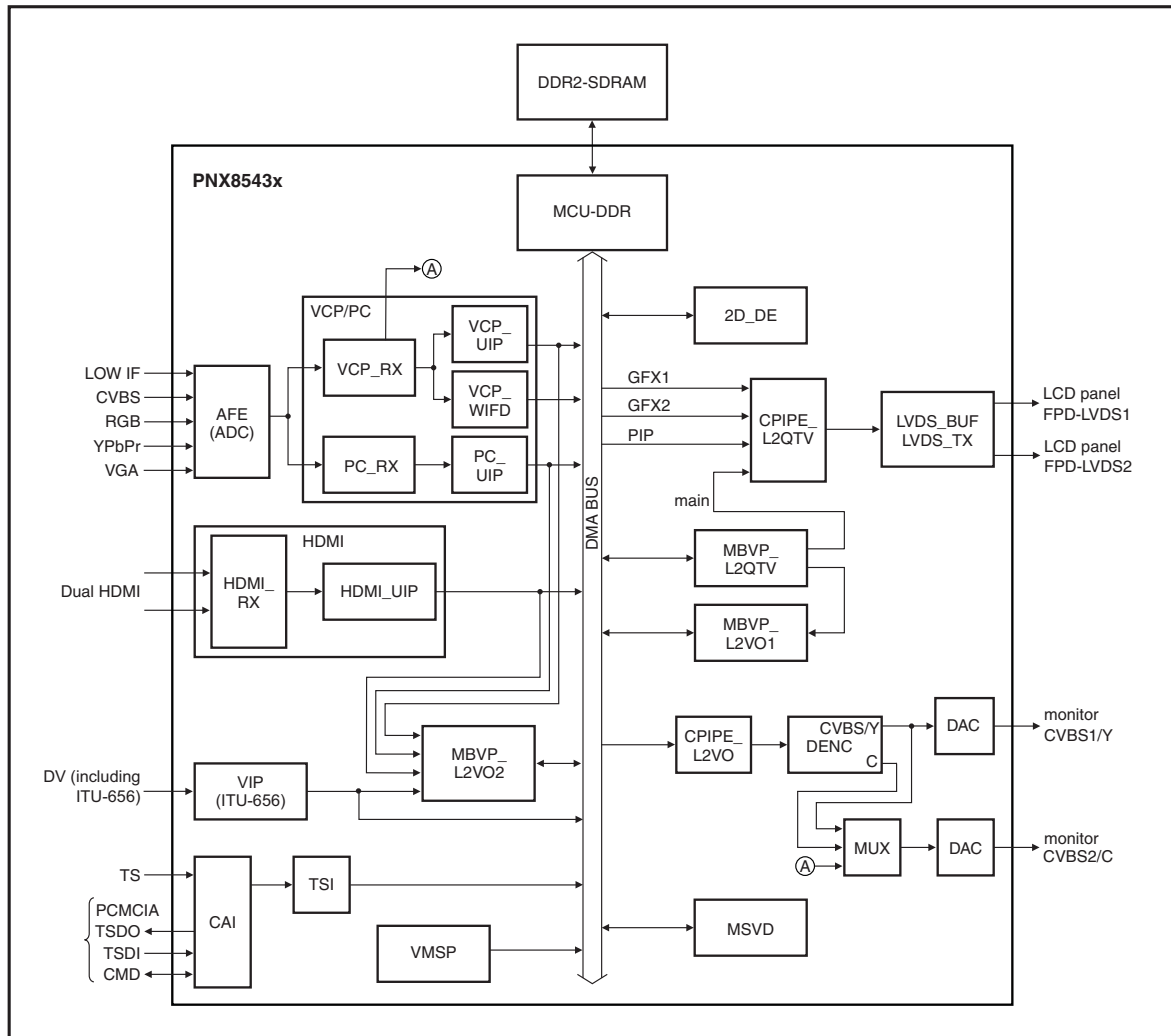 DDR2-SDRAM
PNX8543x
MCU-DDR
A
VCP/PC
VCP_
UIP
VCP_RX
VCP_
WIFD
PC_RX
PC_
UIP
LOW IF
CVBS
RGB
YPbPr
VGA
AFE
(ADC)
HDMI
HDMI_
RX
HDMI_UIP
Dual HDMI
DMA BUS
2D_DE
GFX1
GFX2
PIP
main
CPIPE_
L2QTV
LVDS_BUF
LVDS_TX
LCD panel
FPD-LVDS1
LCD panel
FPD-LVDS2
MBVP_
L2QTV
MBVP_
L2VO1
MBVP_
L2VO2
DV (including
ITU-656)
VIP
(ITU-656)
CPIPE_
L2VO
CVBS/Y
DENC
C
DAC
monitor
CVBS1/Y
A
MUX
DAC
monitor
CVBS2/C
TS
PCMCIA
TSDO
TSDI
CMD
CAI
TSI
VMSP
MSVD